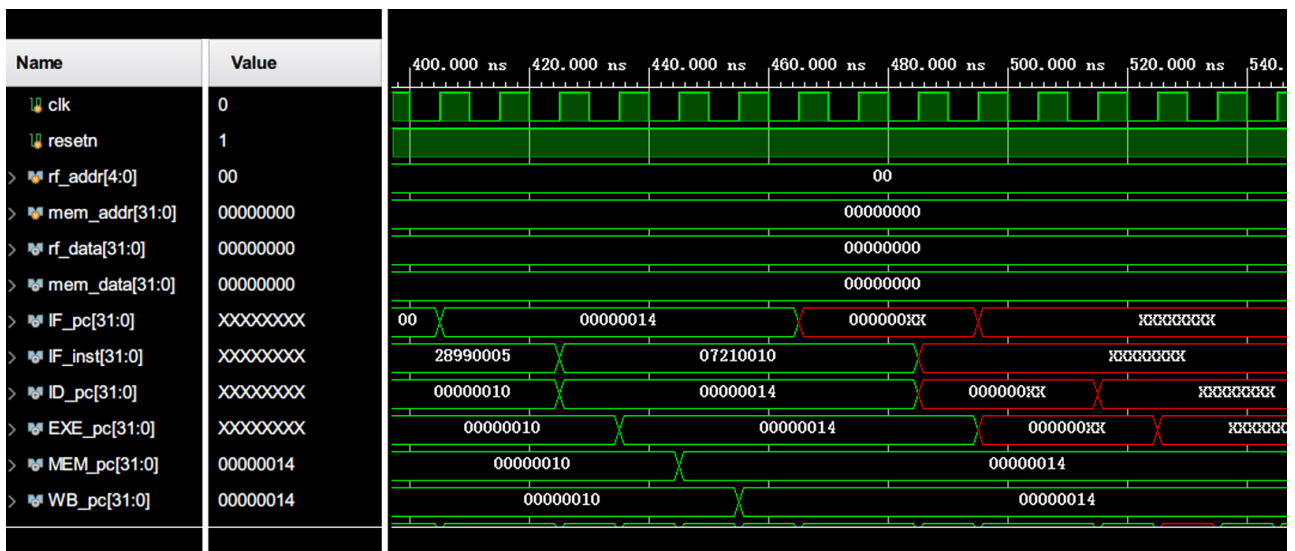 Name Value 400.000 ns 420.000 ns 440.000 ns 460.000 ns 480.000 ns 500.000 ns 520.000 ns 540.
clk 0
resetn 1
rf_addr[4:0] 00 00
mem_addr[31:0] 00000000 00000000
rf_data[31:0] 00000000 00000000
mem_data[31:0] 00000000 00000000
IF_pc[31:0] XXXXXXXX 00 00000014 000000XX XXXXXXXX
IF_inst[31:0] XXXXXXXX 28990005 07210010 XXXXXXXX
ID_pc[31:0] XXXXXXXX 00000010 00000014 000000XX XXXXXXXX
EXE_pc[31:0] XXXXXXXX 00000010 00000014 000000XX XXXXXX
MEM_pc[31:0] 00000014 00000010 00000014
WB_pc[31:0] 00000014 00000010 00000014